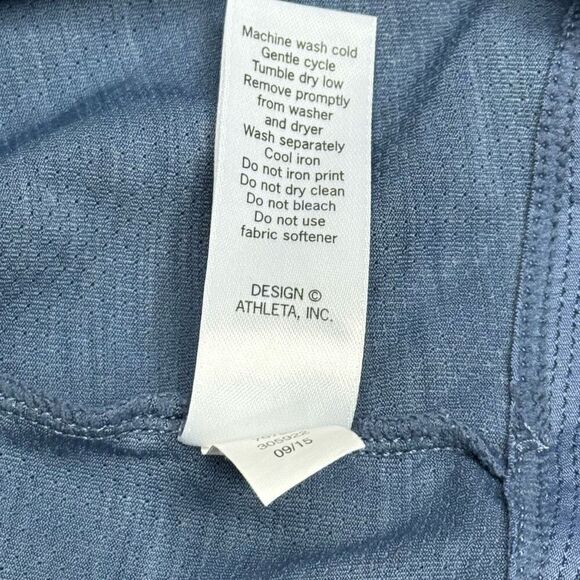 Machine wash cold
Gentle cycle
Tumble dry low
Remove promptly
from washer
and dryer
Wash separately
Cool iron
Do not iron print
Do not dry clean
Do not bleach
Do not use
fabric softener
DESIGN ©
ATHLETA, INC.
305922
09/15